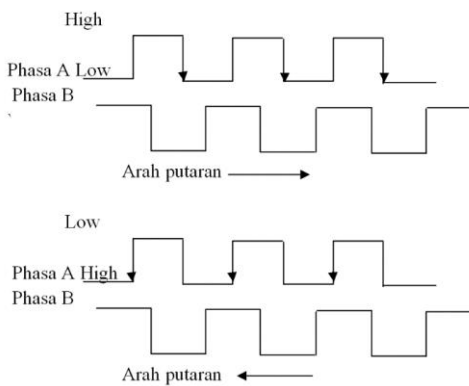 High
Phasa A Low
Phasa B
Arah putaran
Low
Phasa A High
Phasa B
Arah putaran